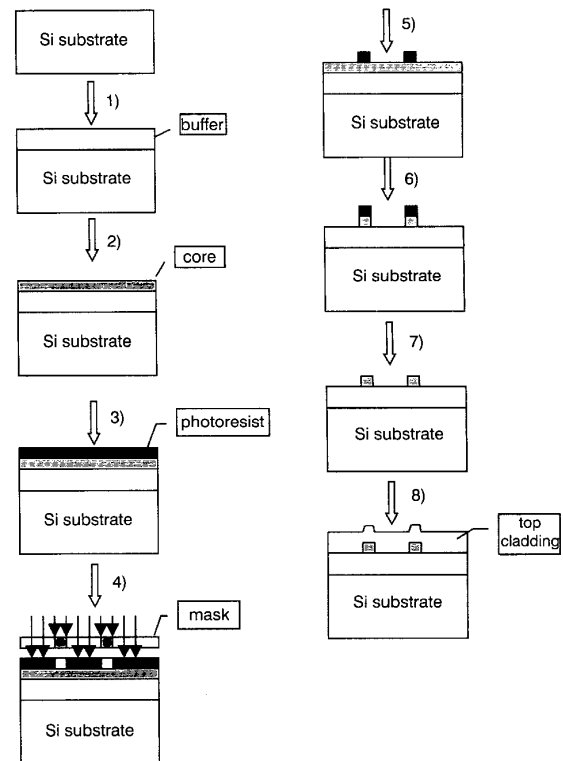 Si substrate
1)
buffer
Si substrate
2)
core
Si substrate
3)
photoresist
Si substrate
4)
mask
Si substrate
5)
Si substrate
6)
Si substrate
7)
Si substrate
8)
top
cladding
Si substrate